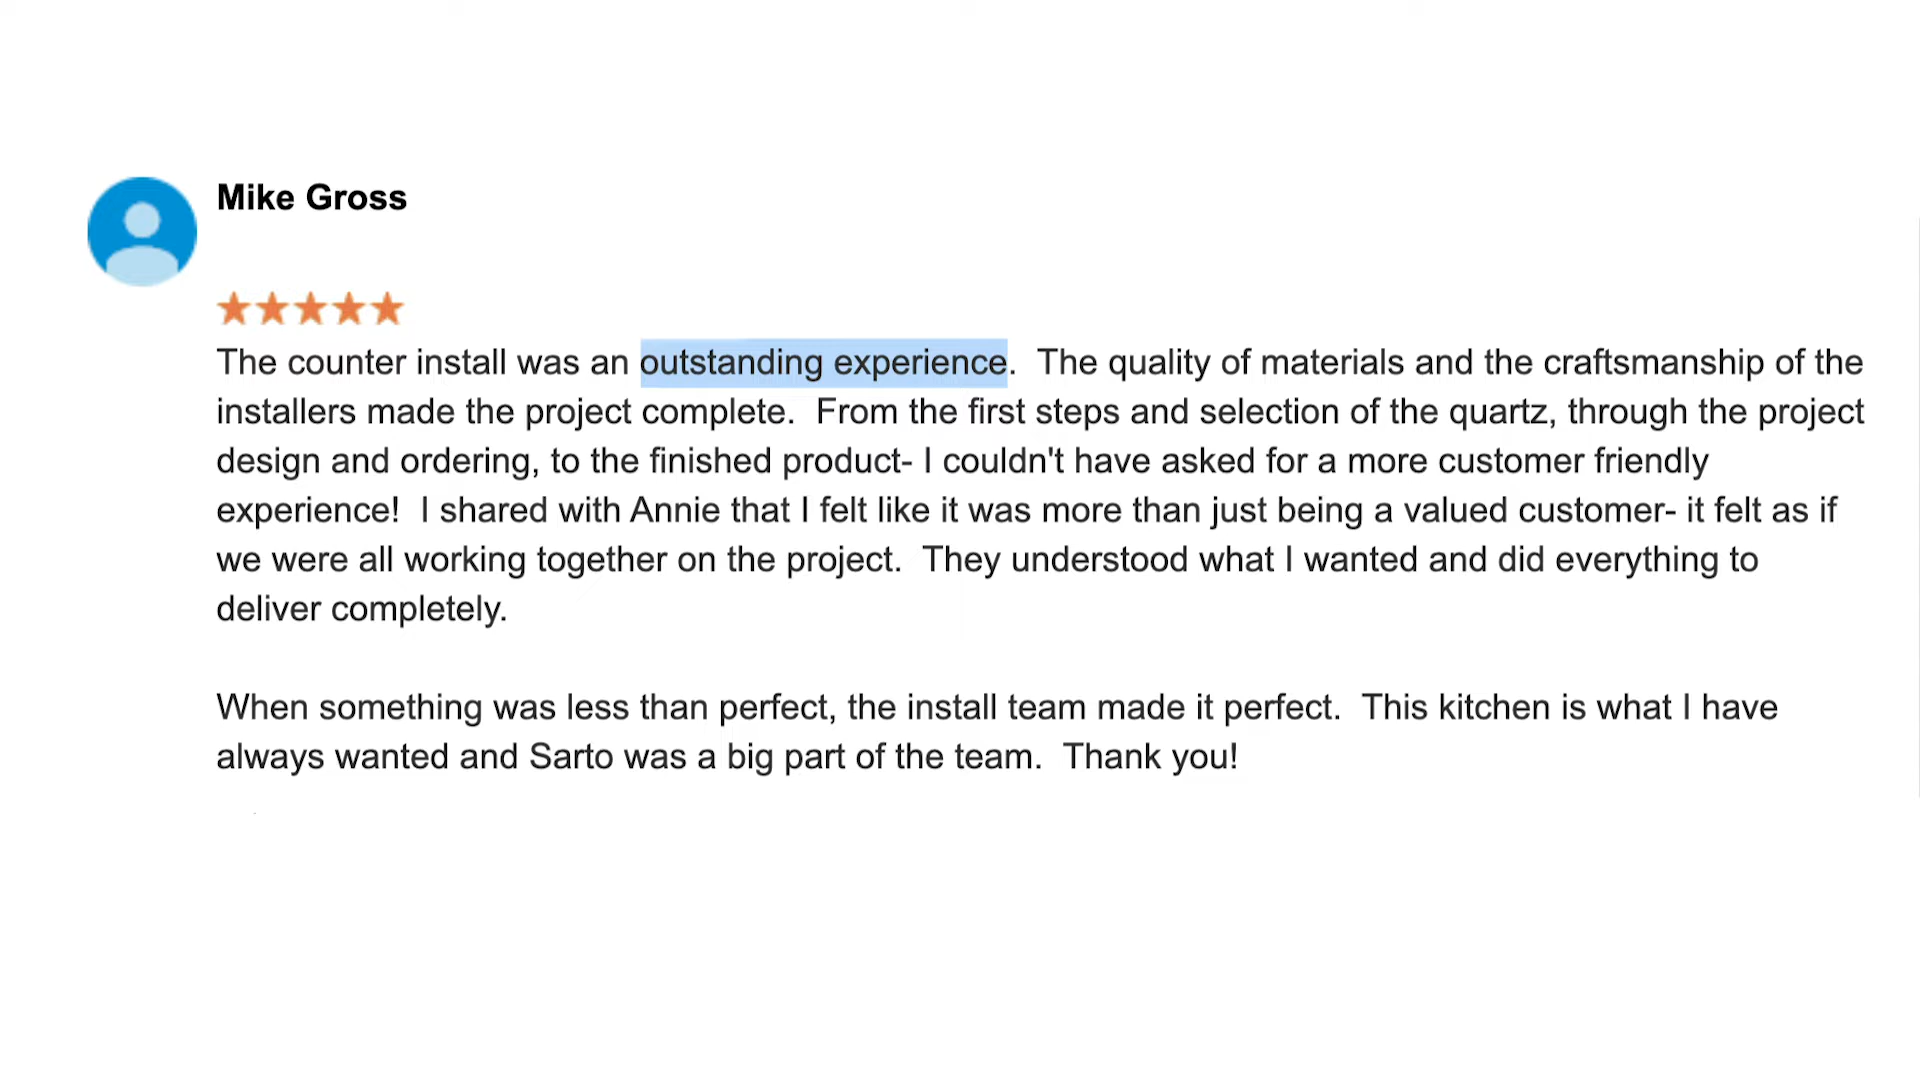 Mike Gross
The counter install was an outstanding experience.  The quality of materials and the craftsmanship of the
installers made the project complete.  From the first steps and selection of the quartz, through the project
design and ordering, to the finished product- I couldn't have asked for a more customer friendly
experience!  I shared with Annie that I felt like it was more than just being a valued customer- it felt as if
we were all working together on the project.  They understood what I wanted and did everything to
deliver completely.
When something was less than perfect, the install team made it perfect.  This kitchen is what I have
always wanted and Sarto was a big part of the team.  Thank you!